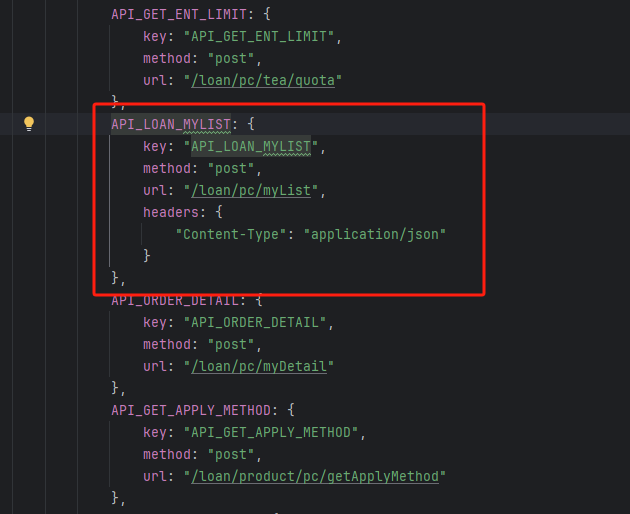 API_GET_ENT_LIMIT: {
key: "API_GET_ENT_LIMIT",
method: "post",
url: "/loan/pc/tea/quota"
},
API_LOAN_MYLIST: {
key: "API_LOAN_MYLIST",
method: "post",
url: "/loan/pc/myList",
headers: {
"Content-Type": "application/json"
}
},
API_ORDER_DETAIL: {
key: "API_ORDER_DETAIL",
method: "post",
url: "/loan/pc/myDetail"
},
API_GET_APPLY_METHOD: {
key: "API_GET_APPLY_METHOD",
method: "post",
url: "/loan/product/pc/getApplyMethod"
},